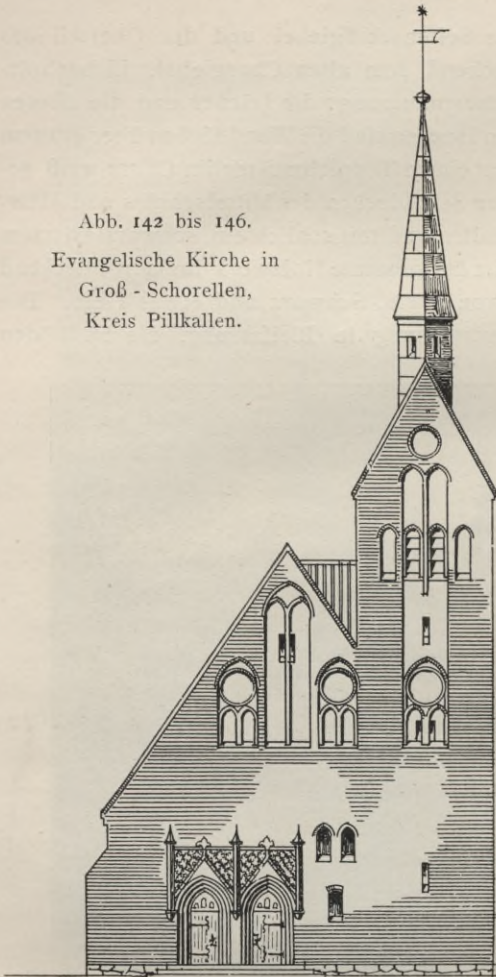 Abb. 142 bis 146.
Evangelische Kirche in
Groß - Schorellen,
Kreis Pillkallen.